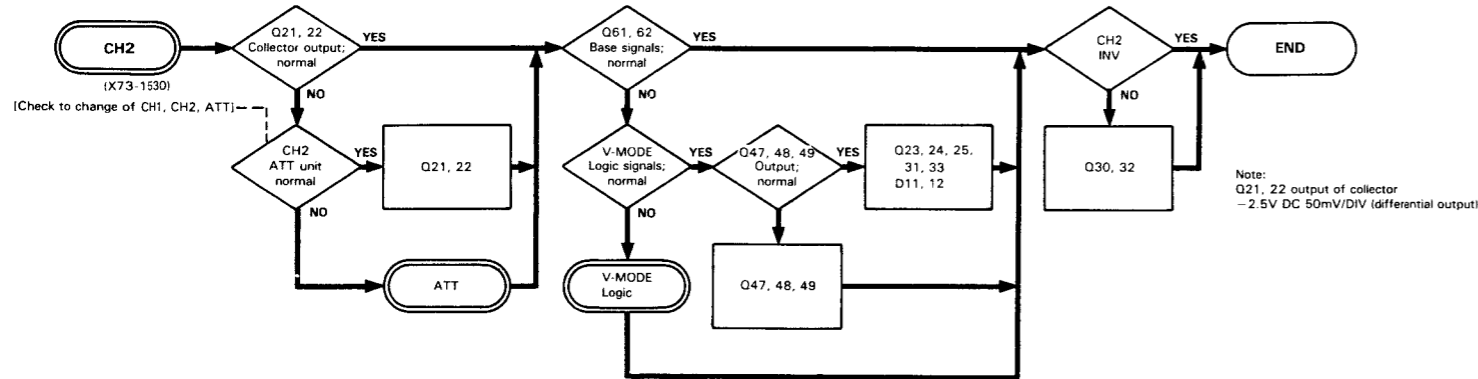 CH2
(X73-1530)
[Check to change of CH1, CH2, ATT]
Q21, 22
Collector output;
normal
YES
NO
CH2
ATT unit
normal
YES
NO
Q21, 22
ATT
Q61, 62
Base signals;
normal
YES
NO
V-MODE
Logic signals;
normal
YES
NO
V-MODE
Logic
Q47, 48, 49
Output;
normal
YES
NO
Q47, 48, 49
Q23, 24, 25,
31, 33
D11, 12
CH2
INV
YES
NO
Q30, 32
END
Note:
Q21, 22 output of collector
−2.5V DC 50mV/DIV (differential output)